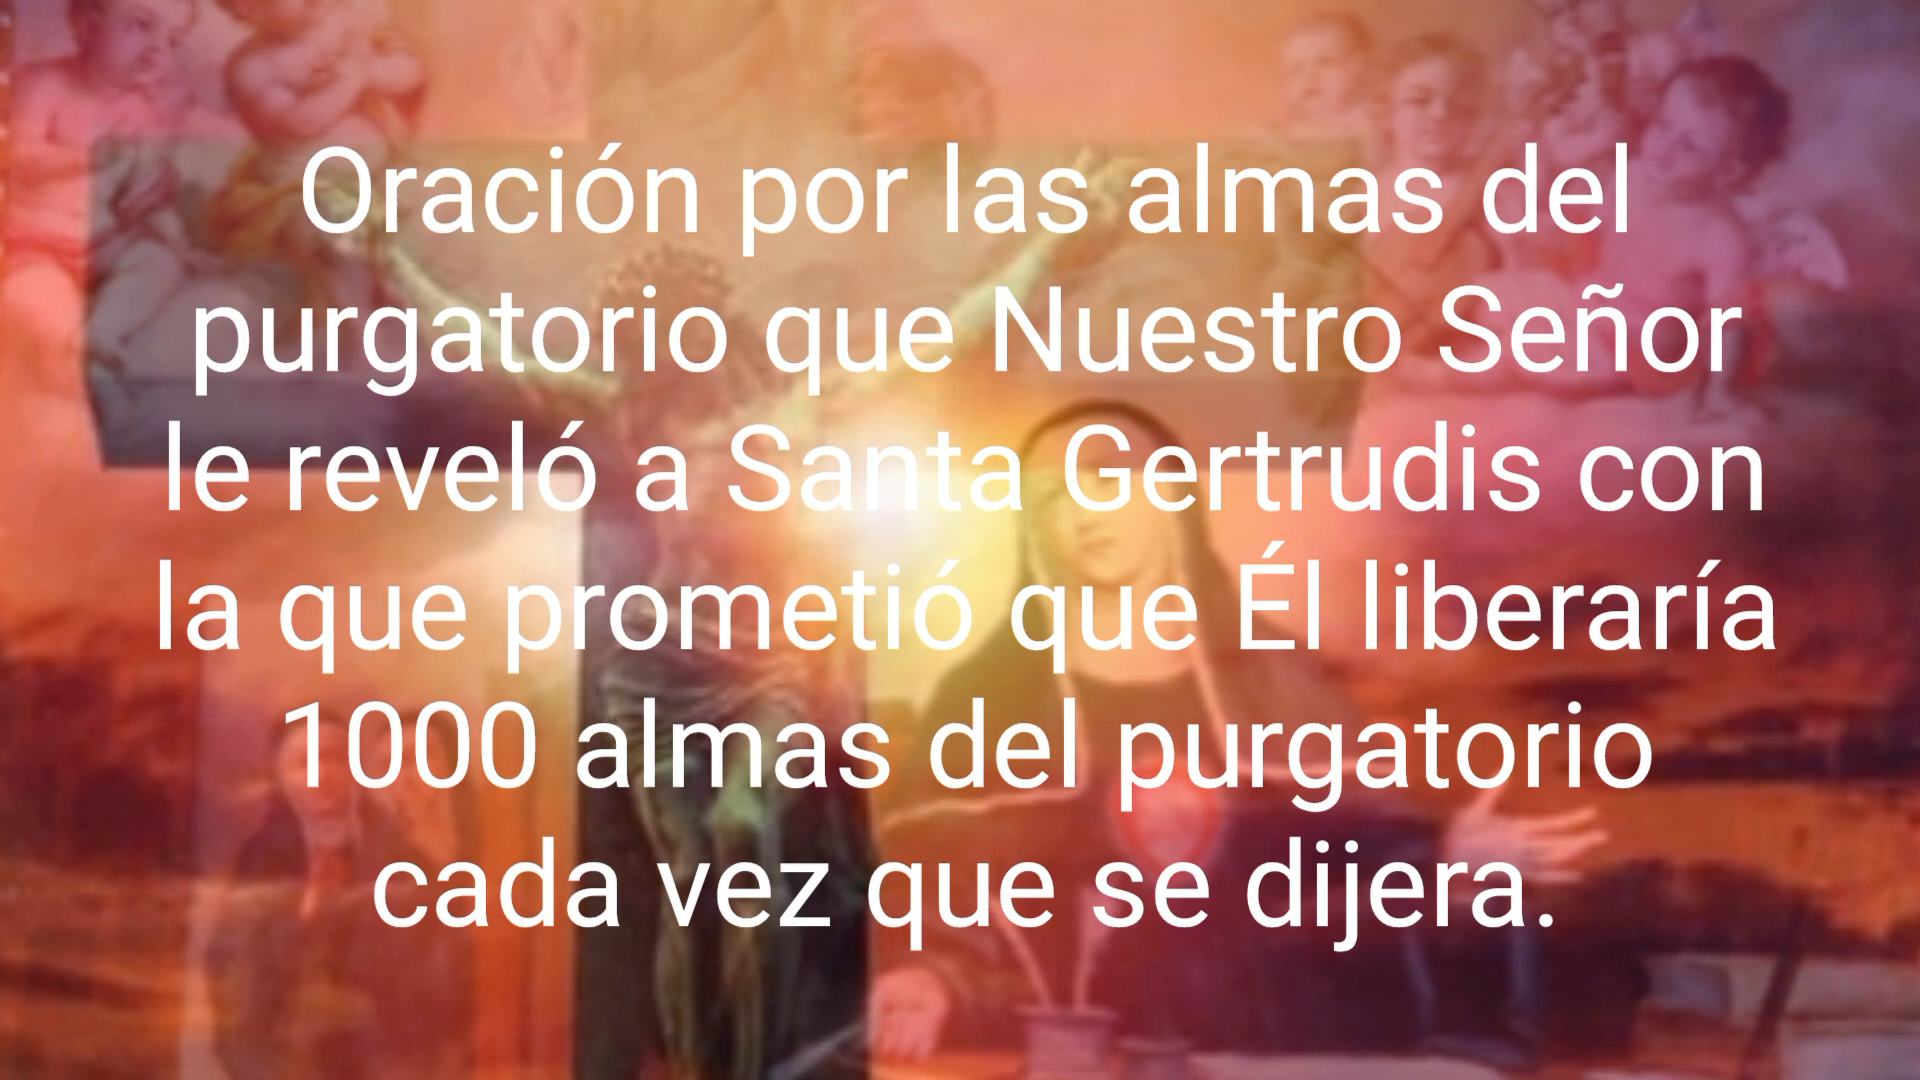 Oración por las almas del
purgatorio que Nuestro Señor
le reveló a Santa Gertrudis con
la que prometió que Él liberaría
1000 almas del purgatorio
cada vez que se dijera.